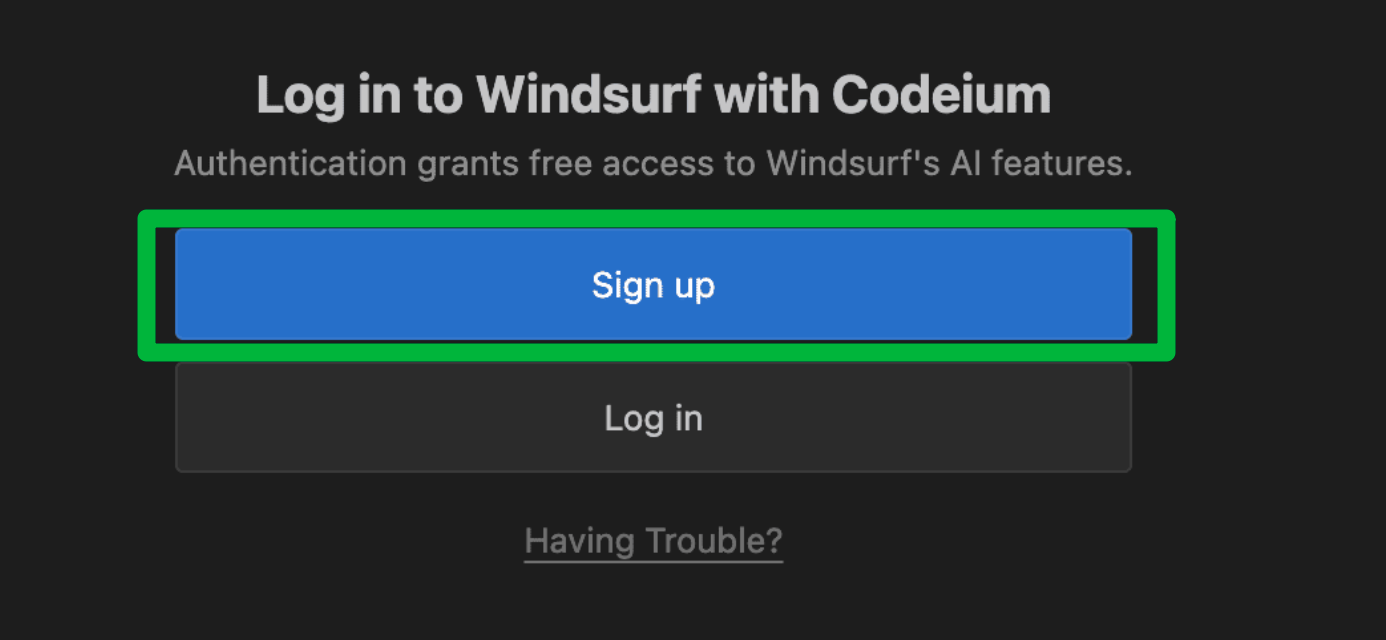 Log in to Windsurf with Codeium
Authentication grants free access to Windsurf's AI features.
Sign up
Log in
Having Trouble?